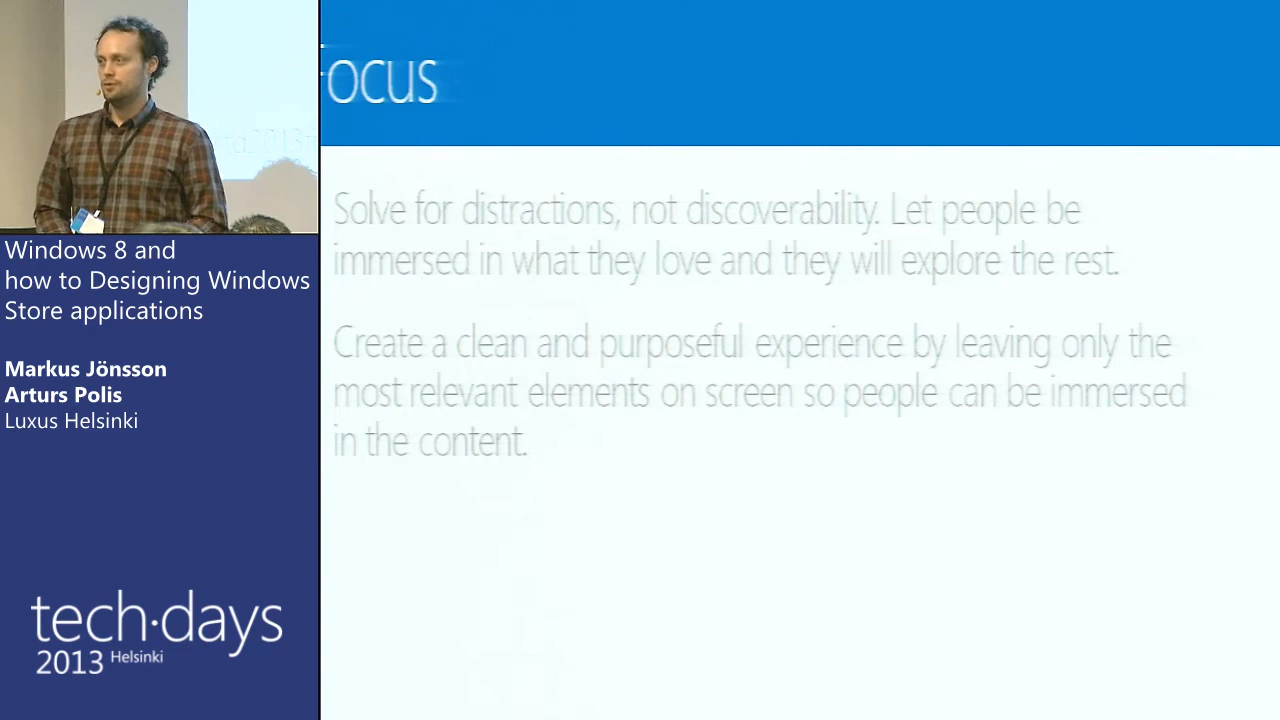 focus
Solve for distractions, not discoverability. Let people be
immersed in what they love and they will explore the rest.
Create a clean and purposeful experience by leaving only the
most relevant elements on screen so people can be immersed
in the content.
Windows 8 and
how to Designing Windows
Store applications
Markus Jönsson
Arturs Polis
Luxus Helsinki
tech·days
2013 Helsinki